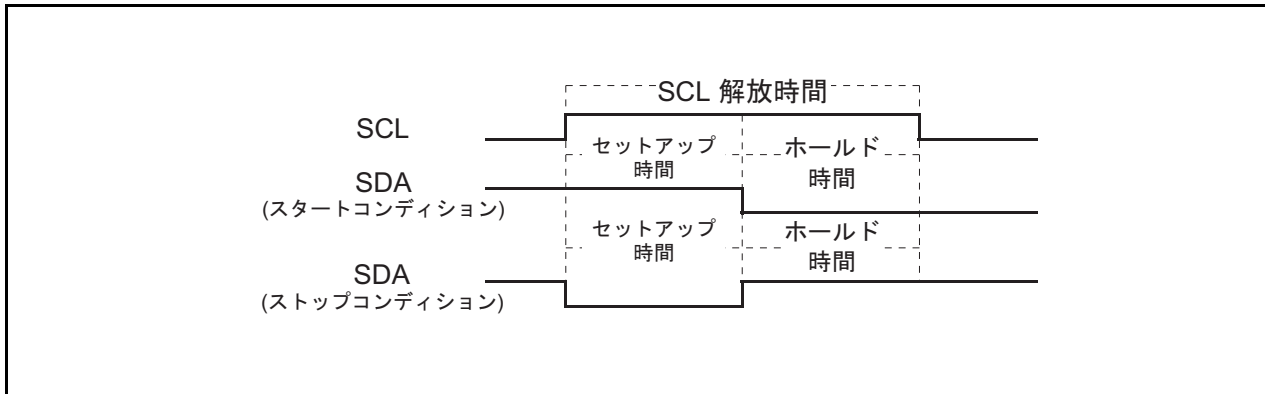 SCL 解放時間
SCL
セットアップ
時間
ホールド
時間
SDA
(スタートコンディション)
セットアップ
時間
ホールド
時間
SDA
(ストップコンディション)